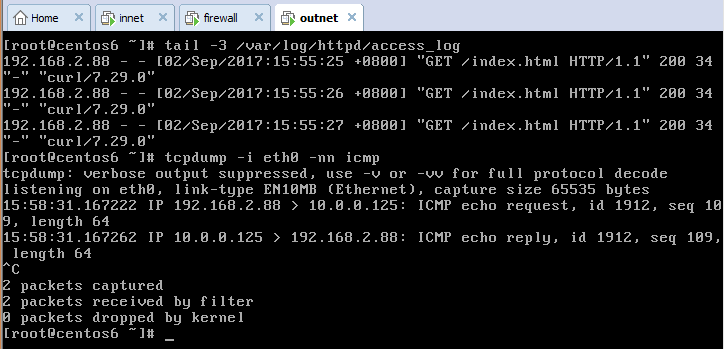 Home innet firewall outnet
[root@centos6 ~]# tail -3 /var/log/httpd/access_log
192.168.2.88 - - [02/Sep/2017:15:55:25 +0800] "GET /index.html HTTP/1.1" 200 34
"-" "curl/7.29.0"
192.168.2.88 - - [02/Sep/2017:15:55:26 +0800] "GET /index.html HTTP/1.1" 200 34
"-" "curl/7.29.0"
192.168.2.88 - - [02/Sep/2017:15:55:27 +0800] "GET /index.html HTTP/1.1" 200 34
"-" "curl/7.29.0"
[root@centos6 ~]# tcpdump -i eth0 -nn icmp
tcpdump: verbose output suppressed, use -v or -vv for full protocol decode
listening on eth0, link-type EN10MB (Ethernet), capture size 65535 bytes
15:58:31.167222 IP 192.168.2.88 > 10.0.0.125: ICMP echo request, id 1912, seq 10
9, length 64
15:58:31.167262 IP 10.0.0.125 > 192.168.2.88: ICMP echo reply, id 1912, seq 109,
length 64
^C
2 packets captured
2 packets received by filter
0 packets dropped by kernel
[root@centos6 ~]# _